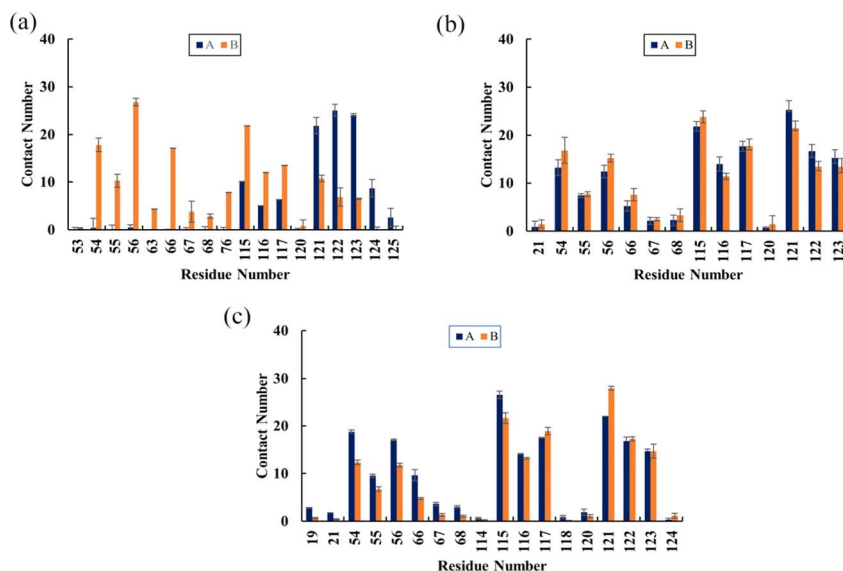 (a)
A B
40
30
20
10
0
Contact Number
53 54 55 56 63 66 67 68 76 115 116 117 120 121 122 123 124 125
Residue Number
(b)
A B
40
30
20
10
0
Contact Number
21 54 55 56 66 67 68 115 116 117 120 121 122 123
Residue Number
(c)
A B
40
30
20
10
0
Contact Number
19 21 54 55 56 66 67 68 114 115 116 117 118 120 121 122 123 124
Residue Number